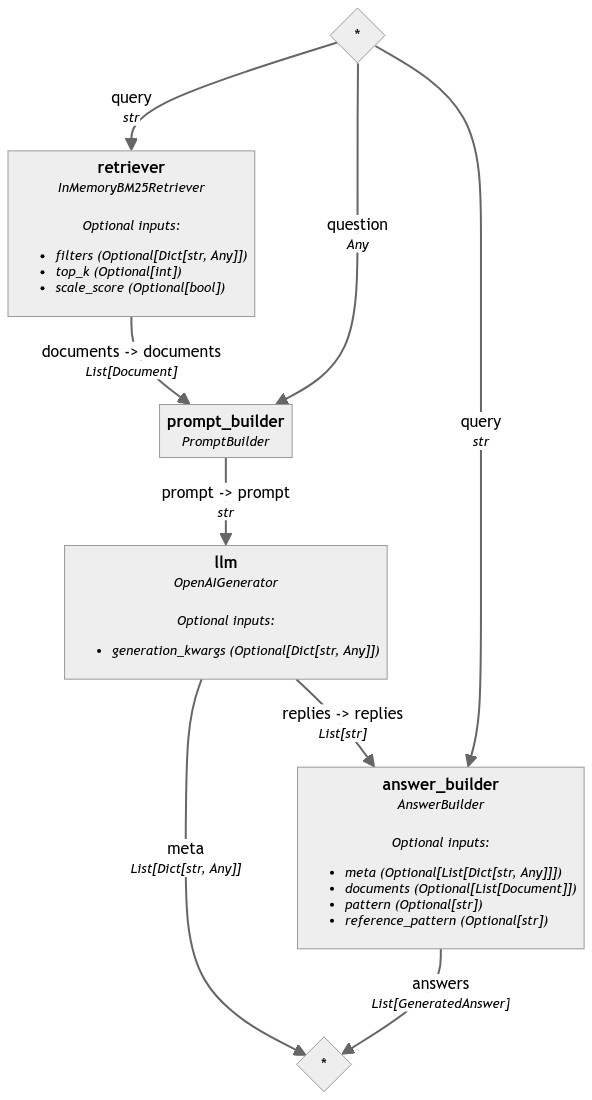 *
query
str
retriever
InMemoryBM25Retriever
Optional inputs:
• filters (Optional[Dict[str, Any]])
• top_k (Optional[int])
• scale_score (Optional[bool])
question
Any
documents -> documents
List[Document]
prompt_builder
PromptBuilder
query
str
prompt -> prompt
str
llm
OpenAIGenerator
Optional inputs:
• generation_kwargs (Optional[Dict[str, Any]])
replies -> replies
List[str]
answer_builder
AnswerBuilder
Optional inputs:
• meta (Optional[List[Dict[str, Any]]])
• documents (Optional[List[Document]])
• pattern (Optional[str])
• reference_pattern (Optional[str])
meta
List[Dict[str, Any]]
answers
List[GeneratedAnswer]
*